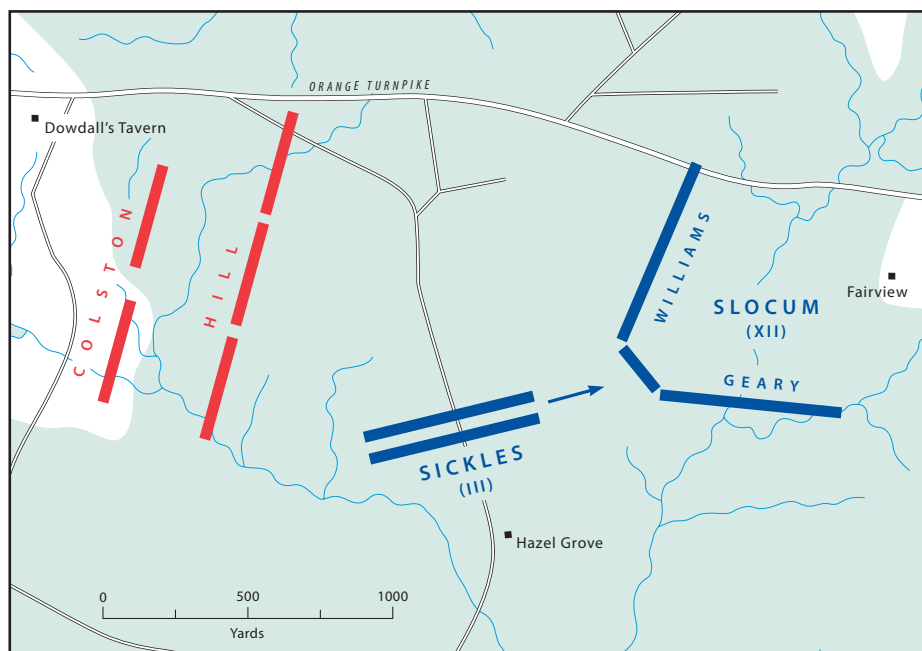 ORANGE TURNPIKE
Dowdall's Tavern
COLSTON
HILL
WILLIAMS
SLOCUM
(XII)
Fairview
GEARY
SICKLES
(III)
Hazel Grove
0 500 1000
Yards